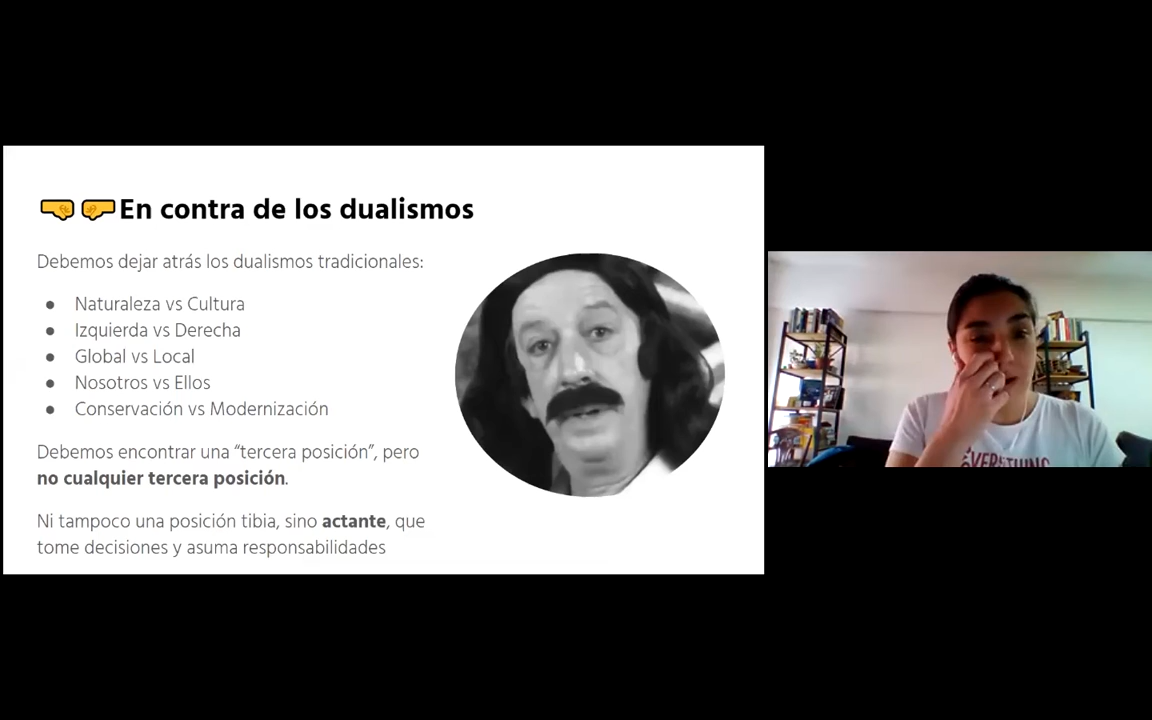 En contra de los dualismos
Debemos dejar atrás los dualismos tradicionales:
● Naturaleza vs Cultura
● Izquierda vs Derecha
● Global vs Local
● Nosotros vs Ellos
● Conservación vs Modernización
Debemos encontrar una “tercera posición”, pero
no cualquier tercera posición.
Ni tampoco una posición tibia, sino actante, que
tome decisiones y asuma responsabilidades
EVERYTHING